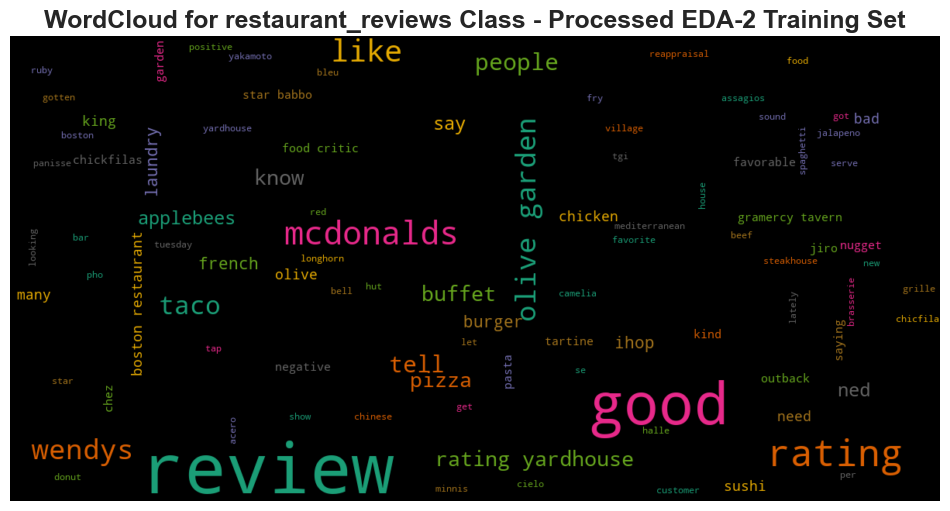 WordCloud for restaurant_reviews Class - Processed EDA-2 Training Set
positive
like
people
reappraisal
yakamoto
garden
food
ruby
bleu
gotten
star babbo
fry
assagios
king
say
sound
got
bad
boston
yardhouse
village
jalapeno
laundry
food critic
olive garden
spaghetti
panisse
chickfilas
tgi
favorable
serve
know
house
applebees
red
chicken
gramercy tavern
mediterranean
mcdonalds
favorite
beef
looking
bar
tuesday
jiro
nugget
boston restaurant
french
longhorn
steakhouse
new
pho
olive
many
bell
hut
buffet
camelia
lately
brasserie
grille
taco
burger
chicfila
tap
let
tartine
ihop
kind
saying
negative
tell
pasta
se
star
pizza
outback
ned
chez
good
get
acero
show
chinese
need
halle
wendys
review
rating yardhouse
rating
donut
minnis
cielo
customer
sushi
per